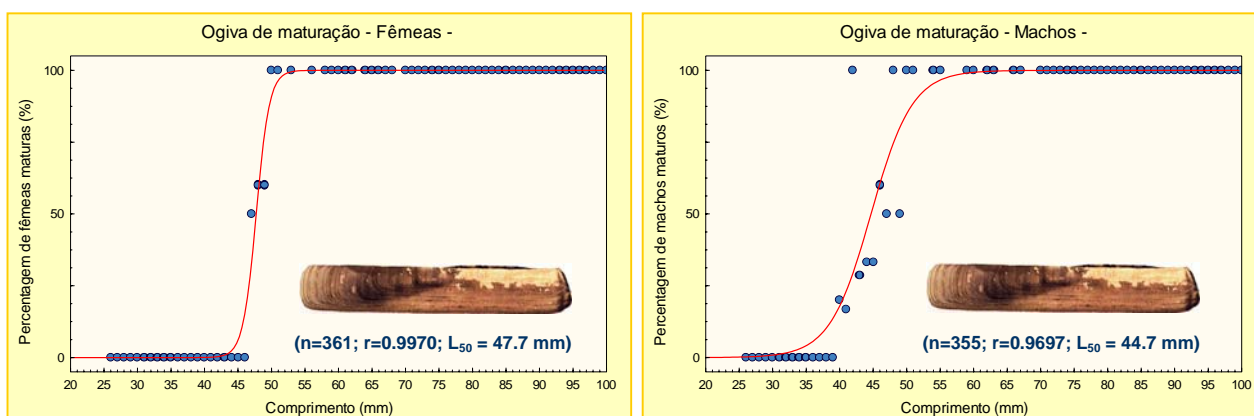 Ogiva de maturação - Fêmeas -
Percentagem de fêmeas maturas (%)
100
50
0
20 25 30 35 40 45 50 55 60 65 70 75 80 85 90 95 100
Comprimento (mm)
(n=361; r=0.9970; L50 = 47.7 mm)
Ogiva de maturação - Machos -
Percentagem de machos maturos (%)
100
50
0
20 25 30 35 40 45 50 55 60 65 70 75 80 85 90 95 100
Comprimento (mm)
(n=355; r=0.9697; L50 = 44.7 mm)